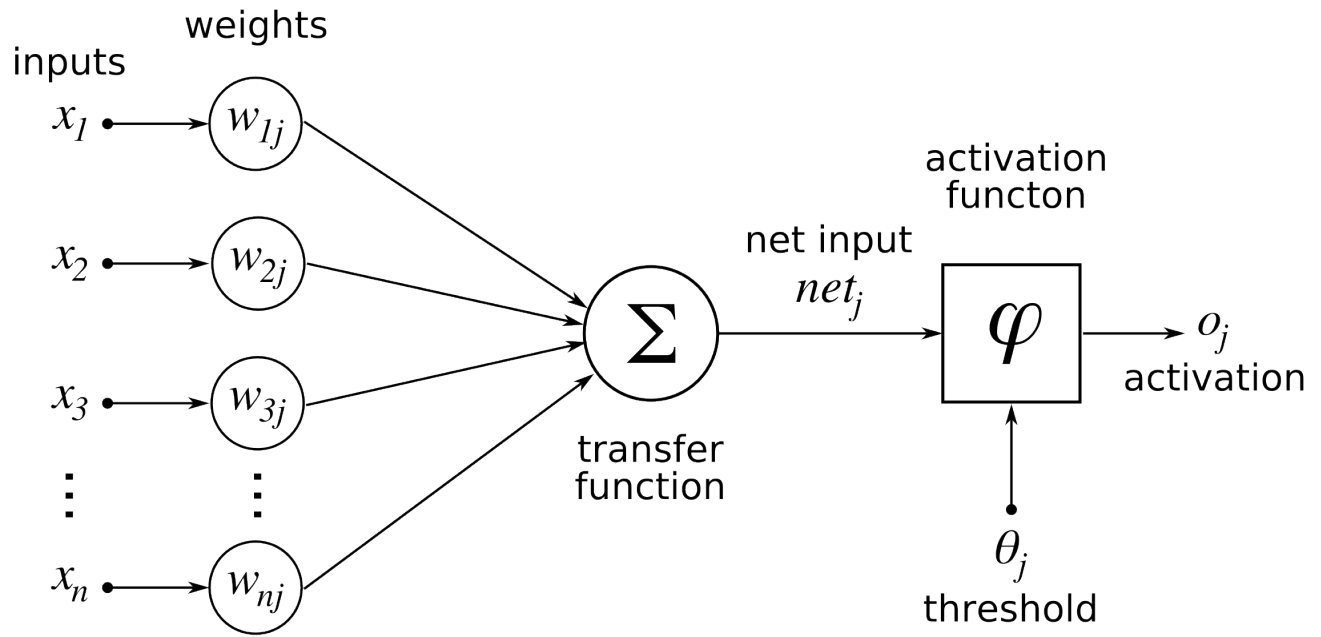 weights
inputs
x1
w1j
x2
w2j
x3
w3j
⋮ ⋮
xn
wnj
Σ
transfer
function
net input
netj
activation
functon
φ
oj
activation
θj
threshold